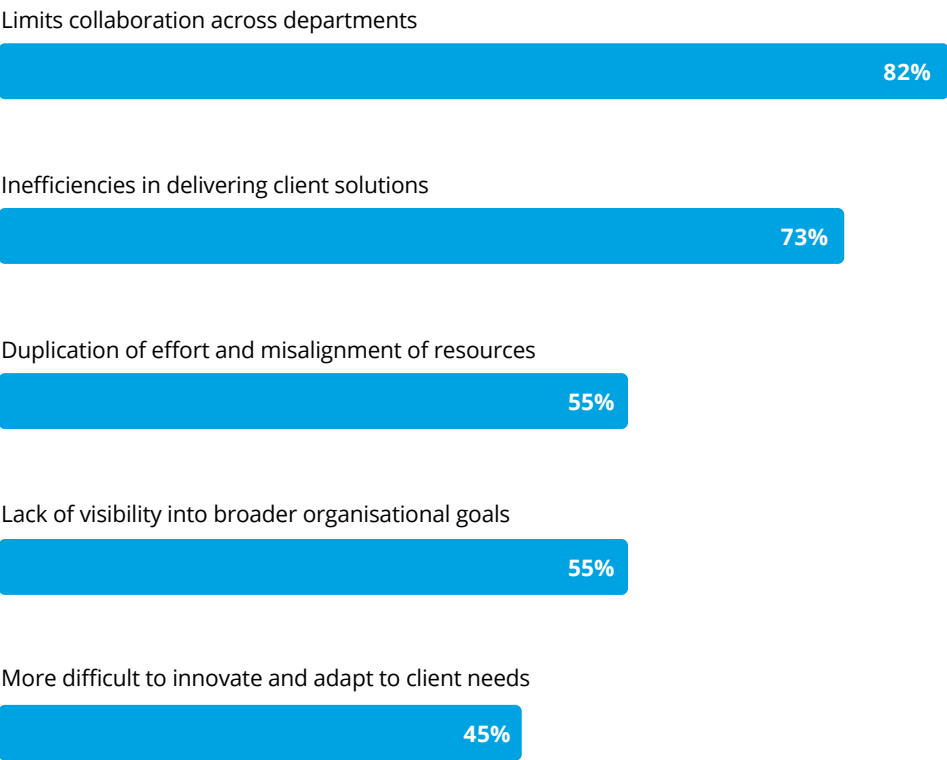 Limits collaboration across departments
82%
Inefficiencies in delivering client solutions
73%
Duplication of effort and misalignment of resources
55%
Lack of visibility into broader organisational goals
55%
More difficult to innovate and adapt to client needs
45%